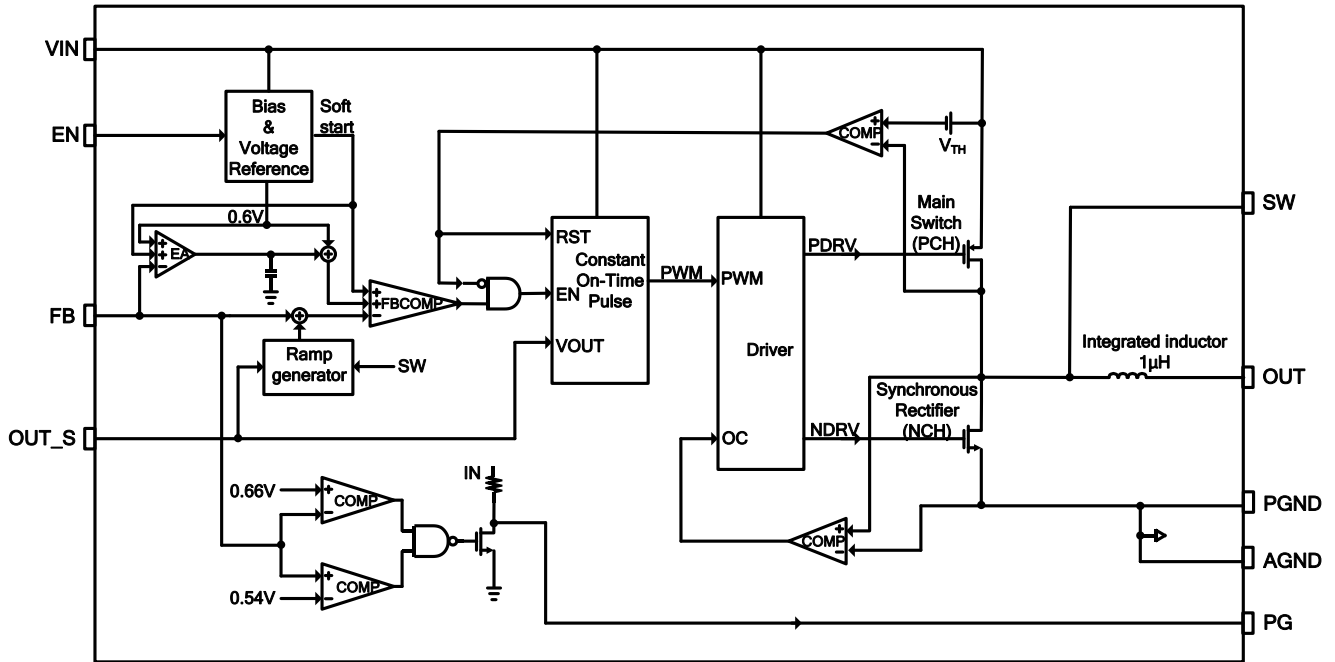 VIN
EN
FB
OUT_S
Bias
&
Voltage
Reference
Soft
start
0.6V
+
+
−
EA
+
+
−
FBCOMP
Ramp
generator
SW
RST
EN
VOUT
Constant
On-Time
Pulse
PWM
PWM
OC
Driver
PDRV
NDRV
+
−
COMP
VTH
Main
Switch
(PCH)
Synchronous
Rectifier
(NCH)
Integrated inductor
1µH
+
−
COMP
0.66V
+
−
COMP
0.54V
+
−
COMP
IN
SW
OUT
PGND
AGND
PG